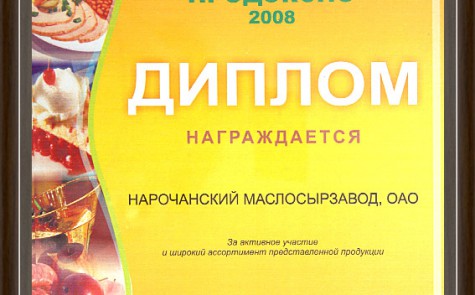 2008
ДИПЛОМ
НАГРАЖДАЕТСЯ
НАРОЧАНСКИЙ МАСЛОСЫРЗАВОД, ОАО
За активное участие
и широкий ассортимент представленной продукции